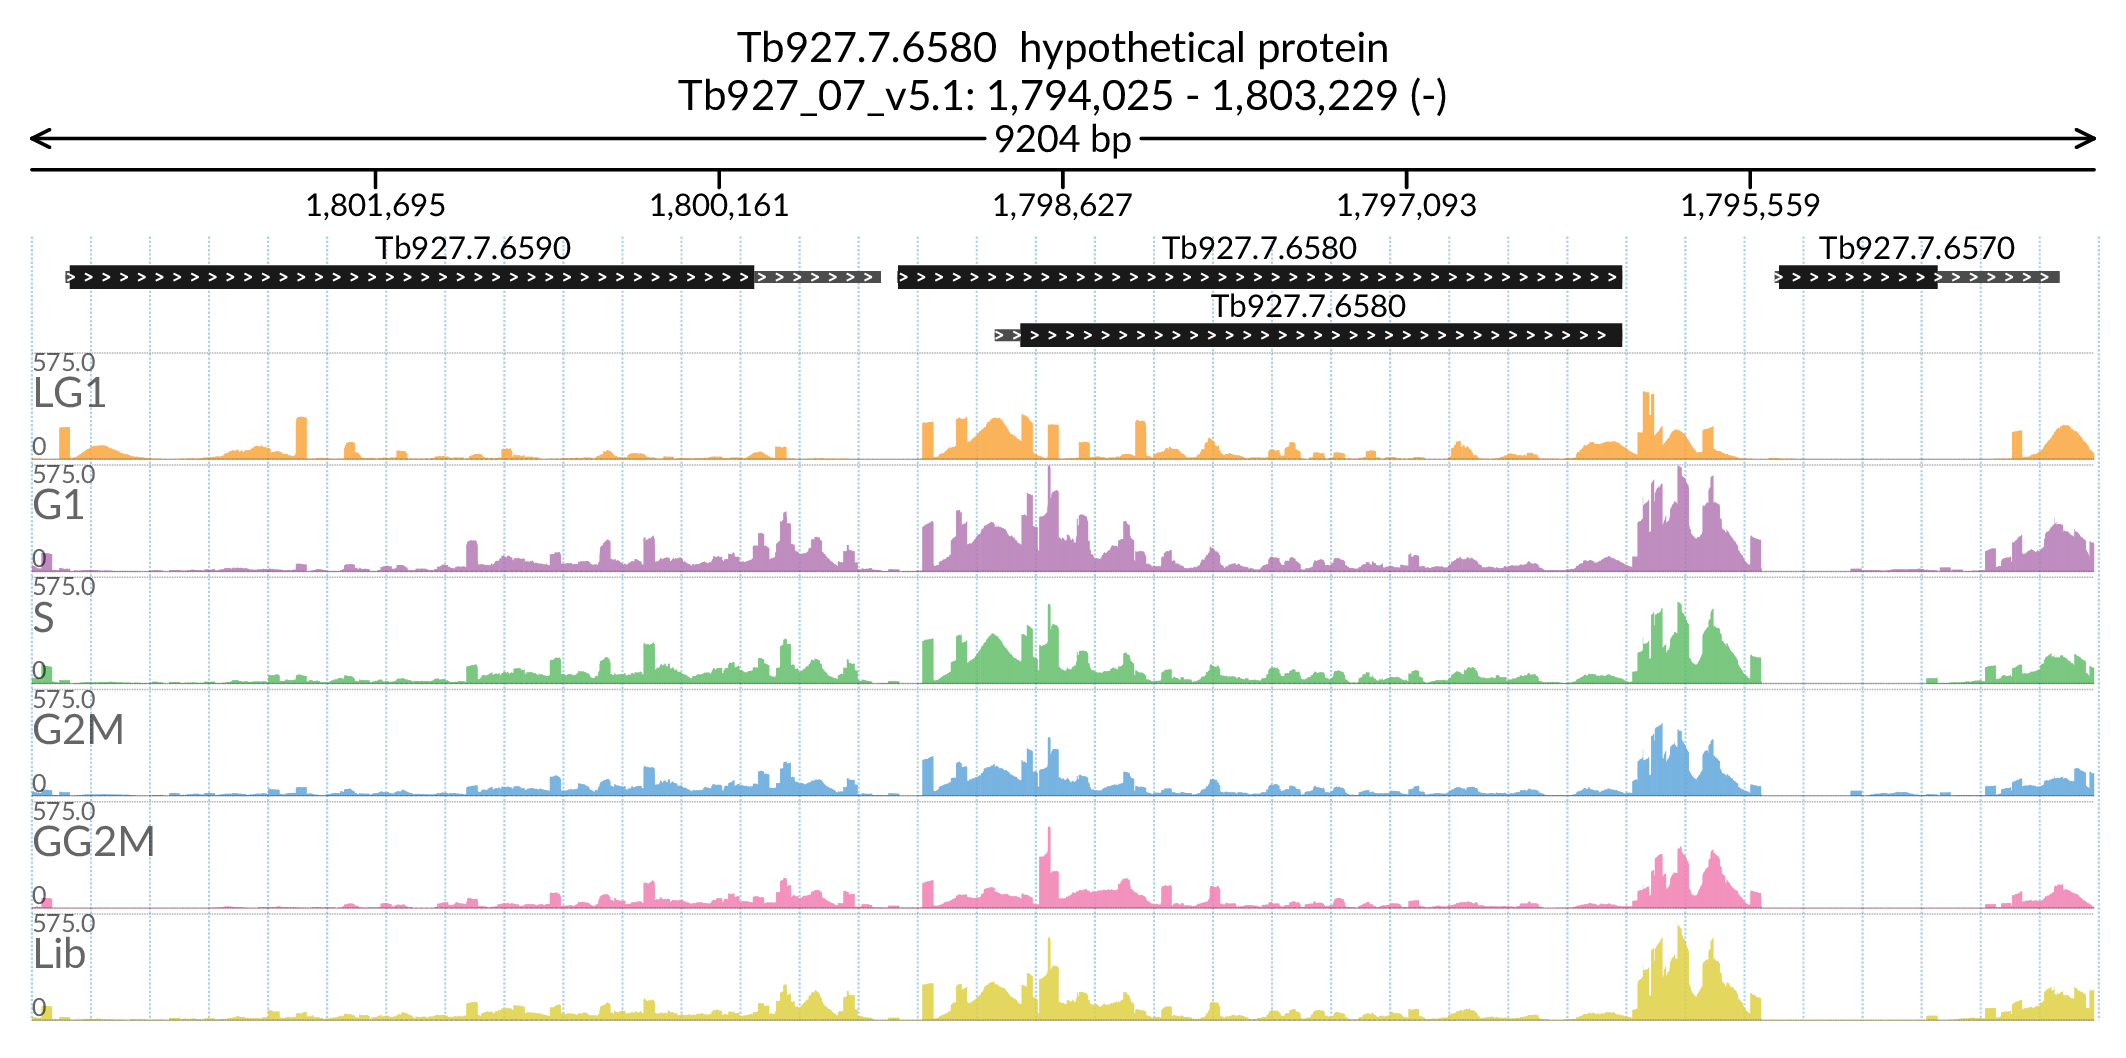 Tb927.7.6580  hypothetical protein
Tb927_07_v5.1: 1,794,025 - 1,803,229 (-)
9204 bp
1,801,695 1,800,161 1,798,627 1,797,093 1,795,559
Tb927.7.6590 Tb927.7.6580 Tb927.7.6570
Tb927.7.6580
575.0
LG1
0
575.0
G1
0
575.0
S
0
575.0
G2M
0
575.0
GG2M
0
575.0
Lib
0